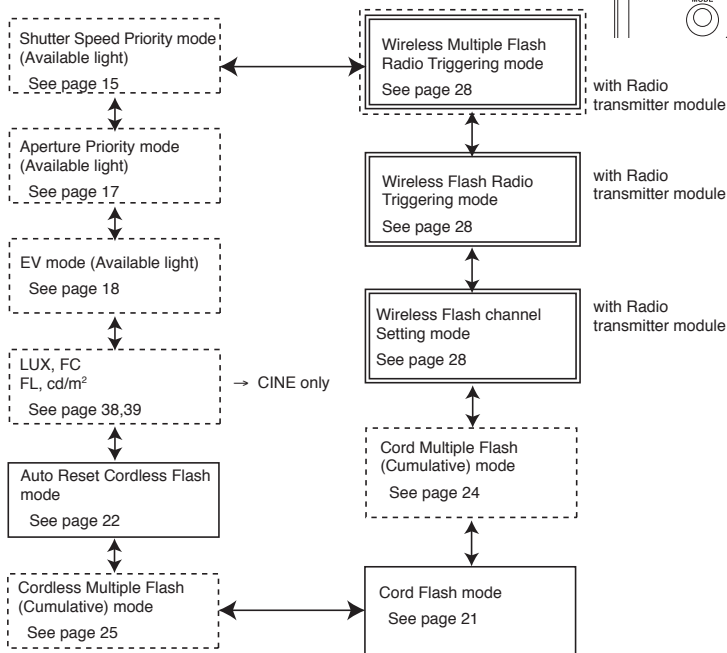 MODE
Shutter Speed Priority mode
(Available light)
See page 15
Aperture Priority mode
(Available light)
See page 17
EV mode (Available light)
See page 18
LUX, FC
FL, cd/m²
See page 38,39
→ CINE only
Auto Reset Cordless Flash
mode
See page 22
Cordless Multiple Flash
(Cumulative) mode
See page 25
Wireless Multiple Flash
Radio Triggering mode
See page 28
with Radio
transmitter module
Wireless Flash Radio
Triggering mode
See page 28
with Radio
transmitter module
Wireless Flash channel
Setting mode
See page 28
with Radio
transmitter module
Cord Multiple Flash
(Cumulative) mode
See page 24
Cord Flash mode
See page 21